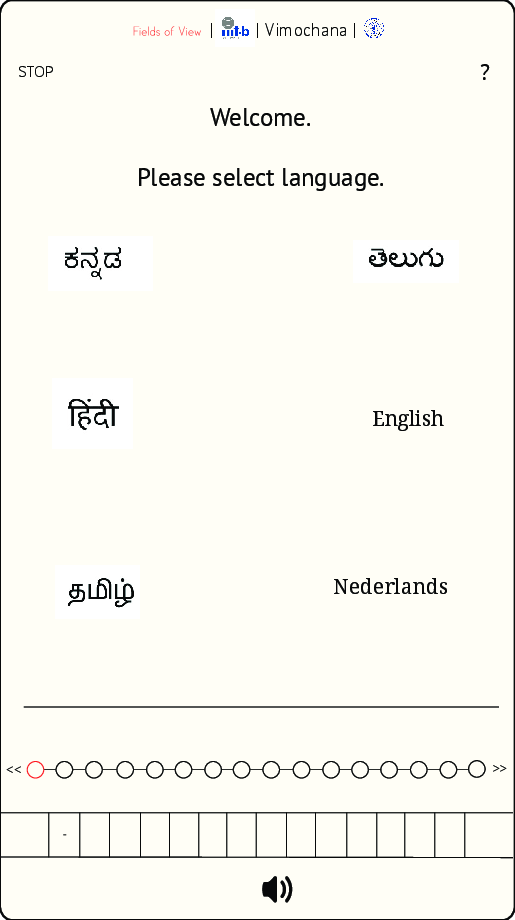 Fields of View | iiit-b | Vimochana |
STOP
?
Welcome.
Please select language.
ಕನ್ನಡ
తెలుగు
हिंदी
English
தமிழ்
Nederlands
<< >>
-